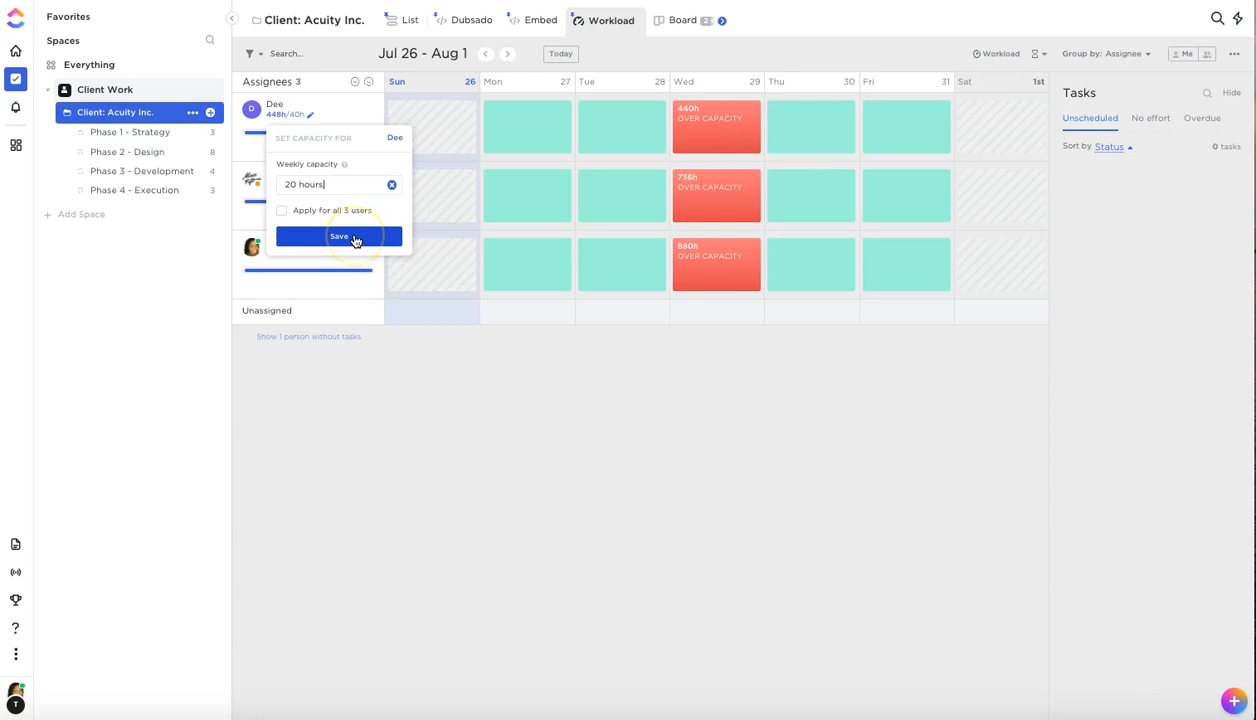 Favorites
Spaces
Everything
Client Work
Client: Acuity Inc.
Phase 1 - Strategy 3
Phase 2 - Design 8
Phase 3 - Development 4
Phase 4 - Execution 3
+ Add Space
?
T
Client: Acuity Inc. List Dubsado Embed Workload Board 2
Search... Jul 26 - Aug 1 Today Workload Group by: Assignee Me
Assignees 3 Sun 26 Mon 27 Tue 28 Wed 29 Thu 30 Fri 31 Sat 1st
D Dee
448h/40h
440h
OVER CAPACITY
SET CAPACITY FOR Dee
Weekly capacity
20 hours
Apply for all 3 users
Save
736h
OVER CAPACITY
880h
OVER CAPACITY
Unassigned
Show 1 person without tasks
Tasks Hide
Unscheduled No effort Overdue
Sort by Status 0 tasks